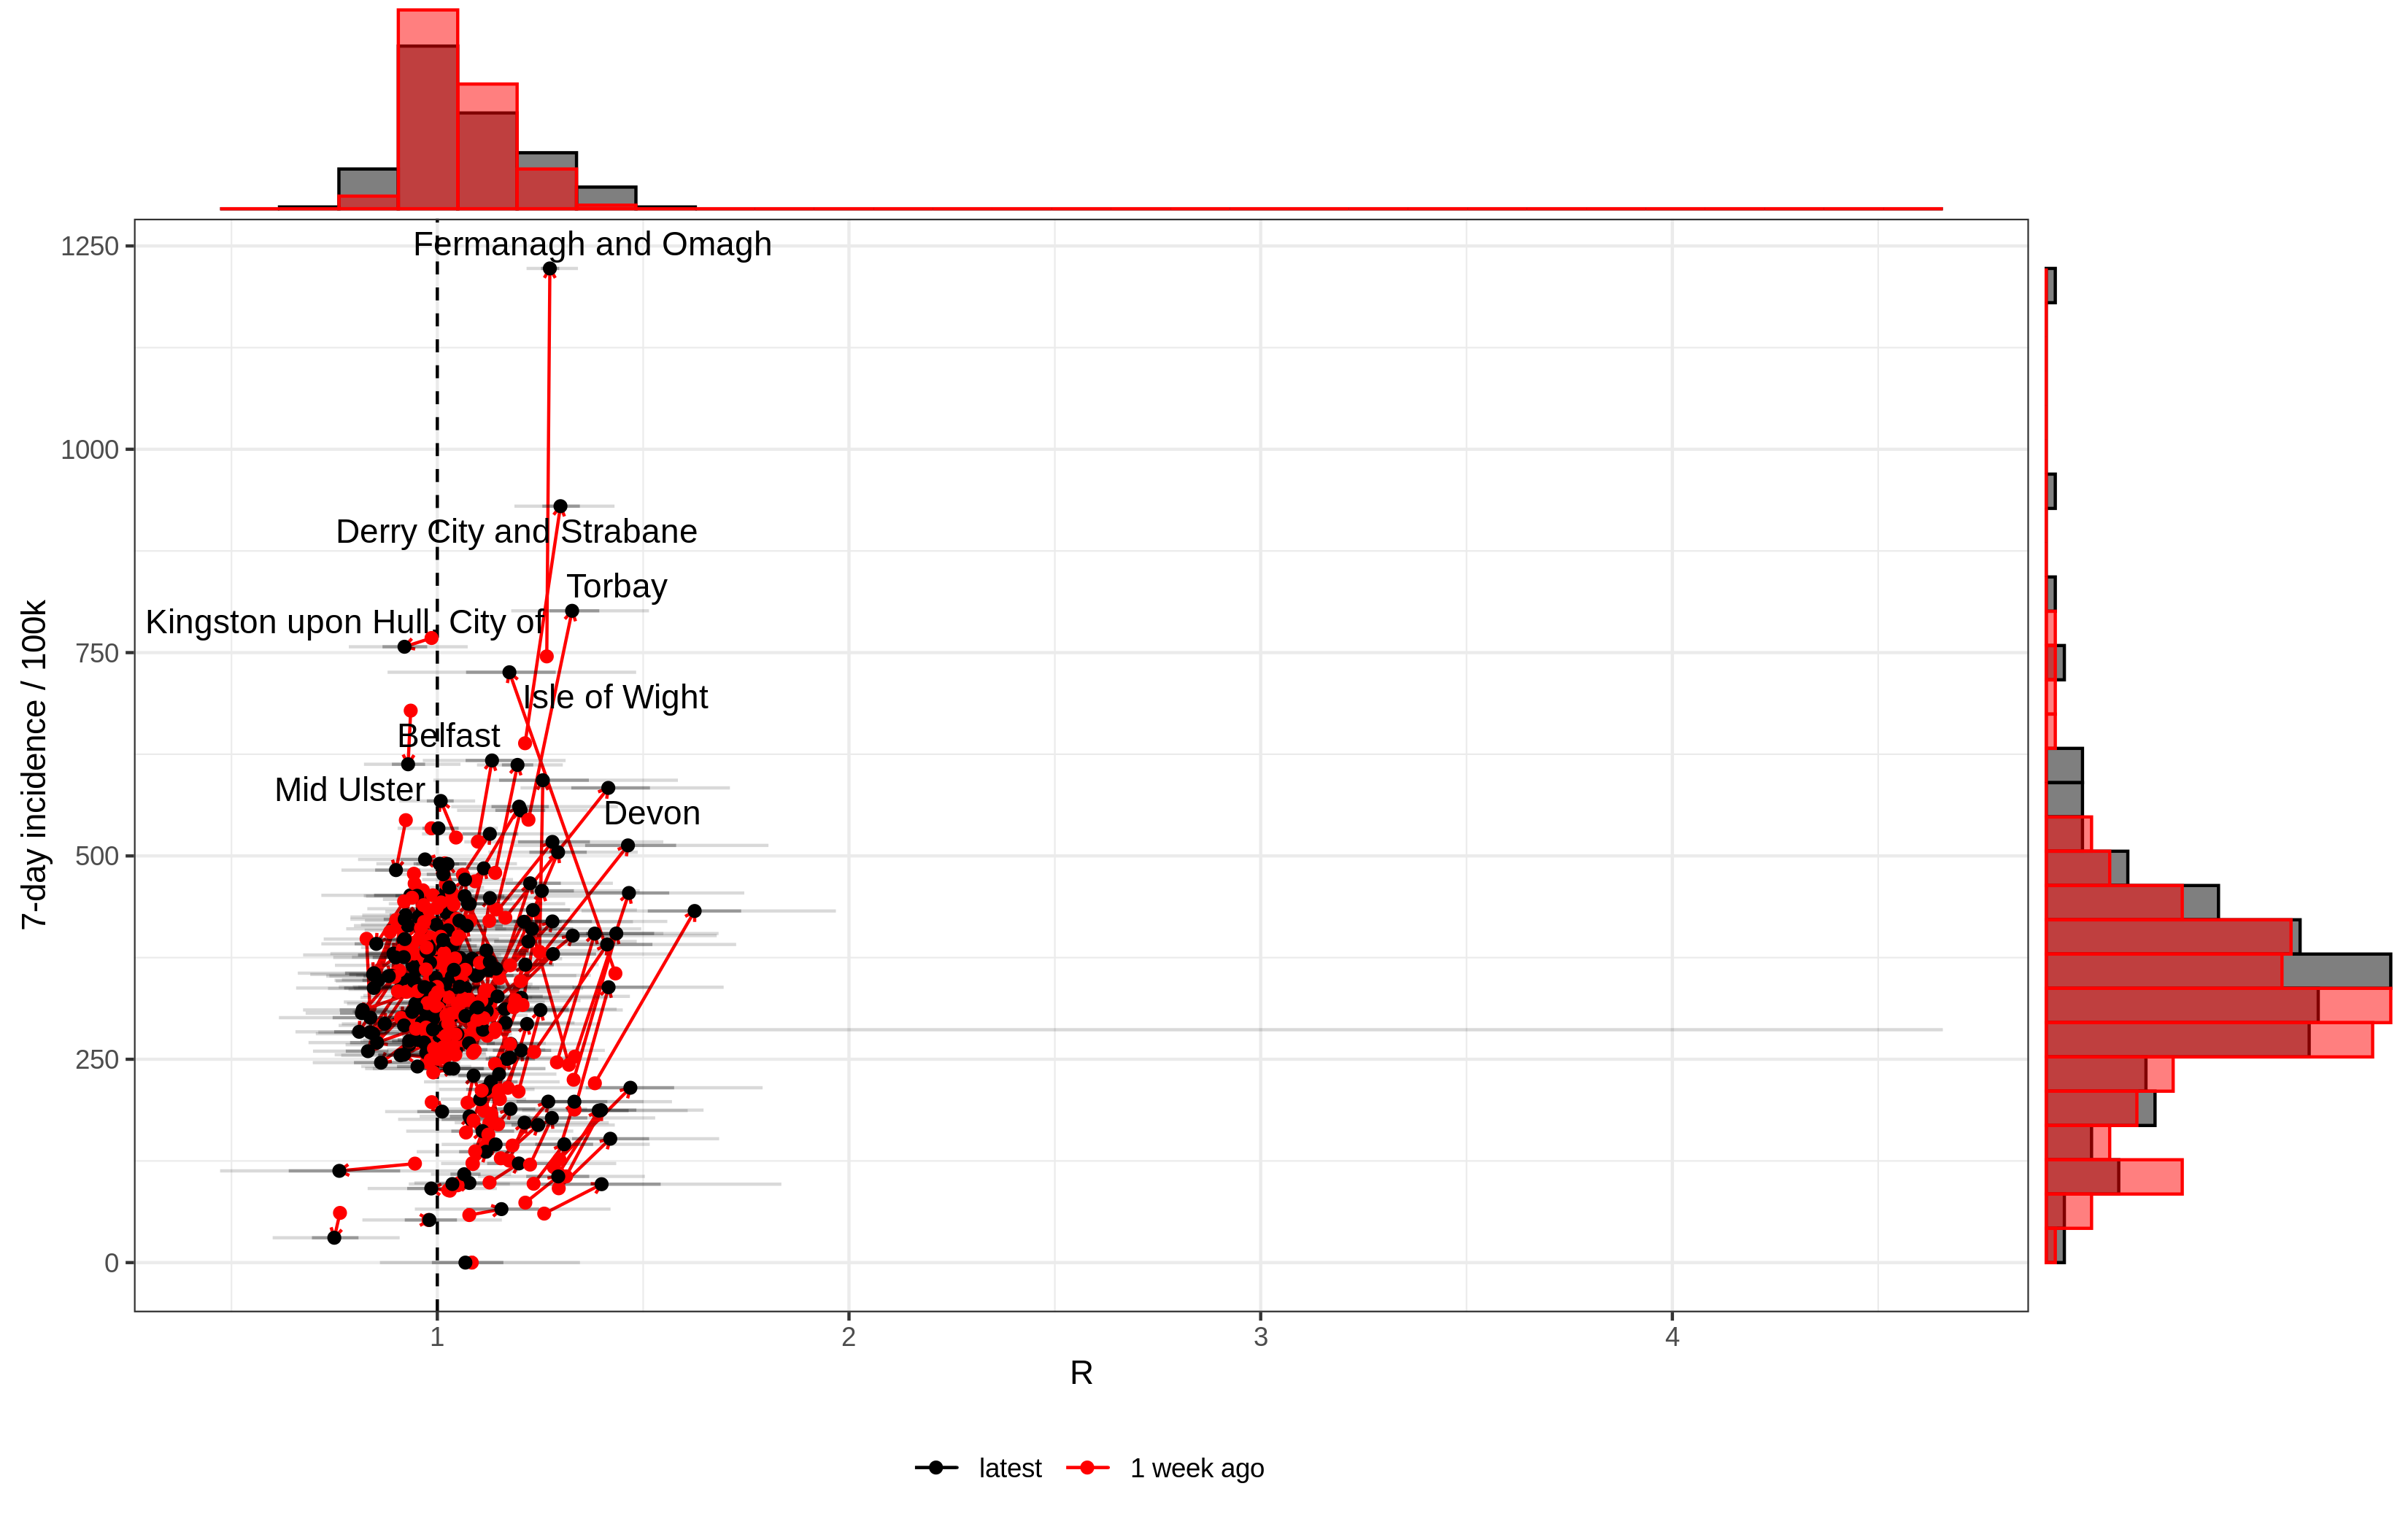 1250
Fermanagh and Omagh
1000
Derry City and Strabane
Torbay
Kingston upon Hull, City of
750
Isle of Wight
Belfast
Mid Ulster
Devon
500
250
0
7-day incidence / 100k
1 2 3 4
R
latest 1 week ago